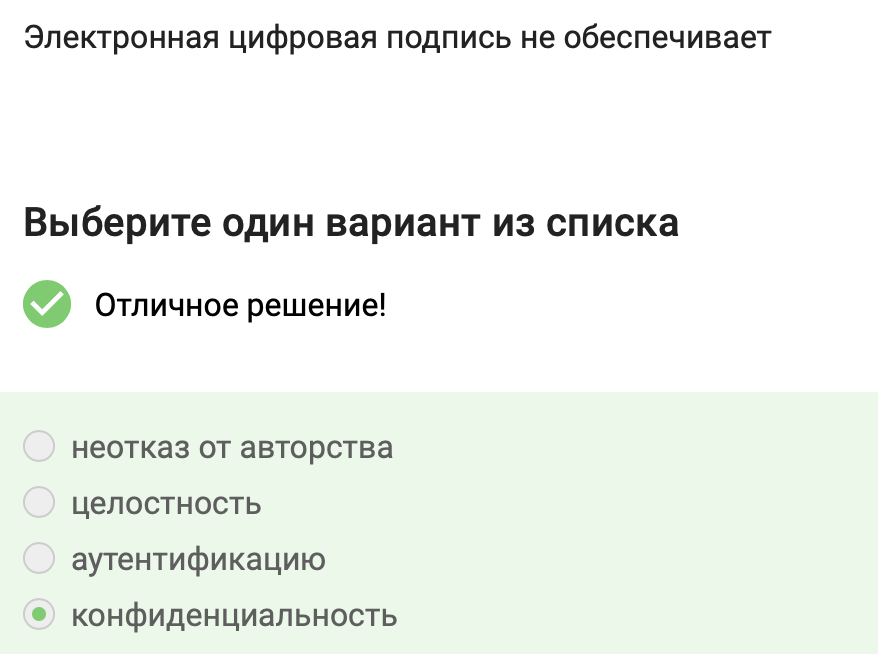 Электронная цифровая подпись не обеспечивает
Выберите один вариант из списка
Отличное решение!
неотказ от авторства
целостность
аутентификацию
конфиденциальность